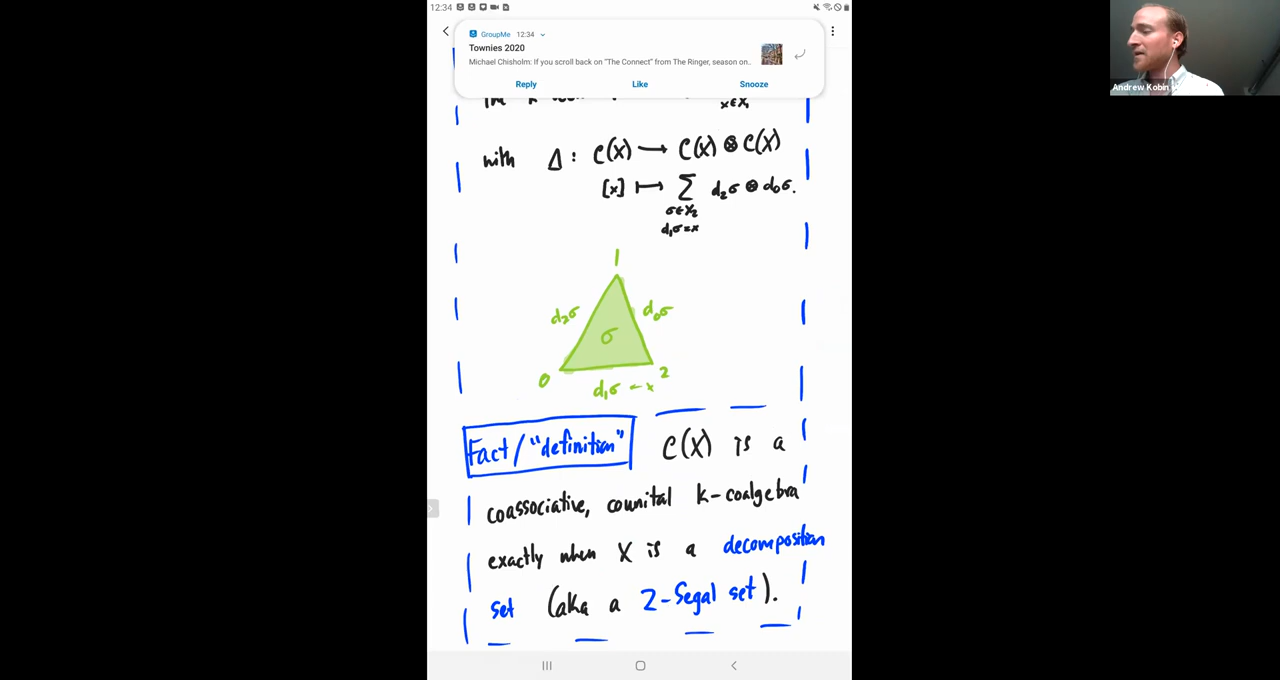 12:34
GroupMe 12:34
Townies 2020
Michael Chisholm: If you scroll back on "The Connect" from The Ringer, season on..
Reply Like Snooze
x∈X₁
with Δ: C(X) → C(X) ⊗ C(X)
[x] ↦ ∑ d₂σ ⊗ d₀σ.
σ∈X₂
d₁σ=x
1
d₂σ d₀σ
σ
0 2
d₁σ ← x
Fact/"definition" C(X) is a
coassociative, counital k-coalgebra
exactly when X is a decomposition
set (aka a 2-Segal set).
Andrew Kobin